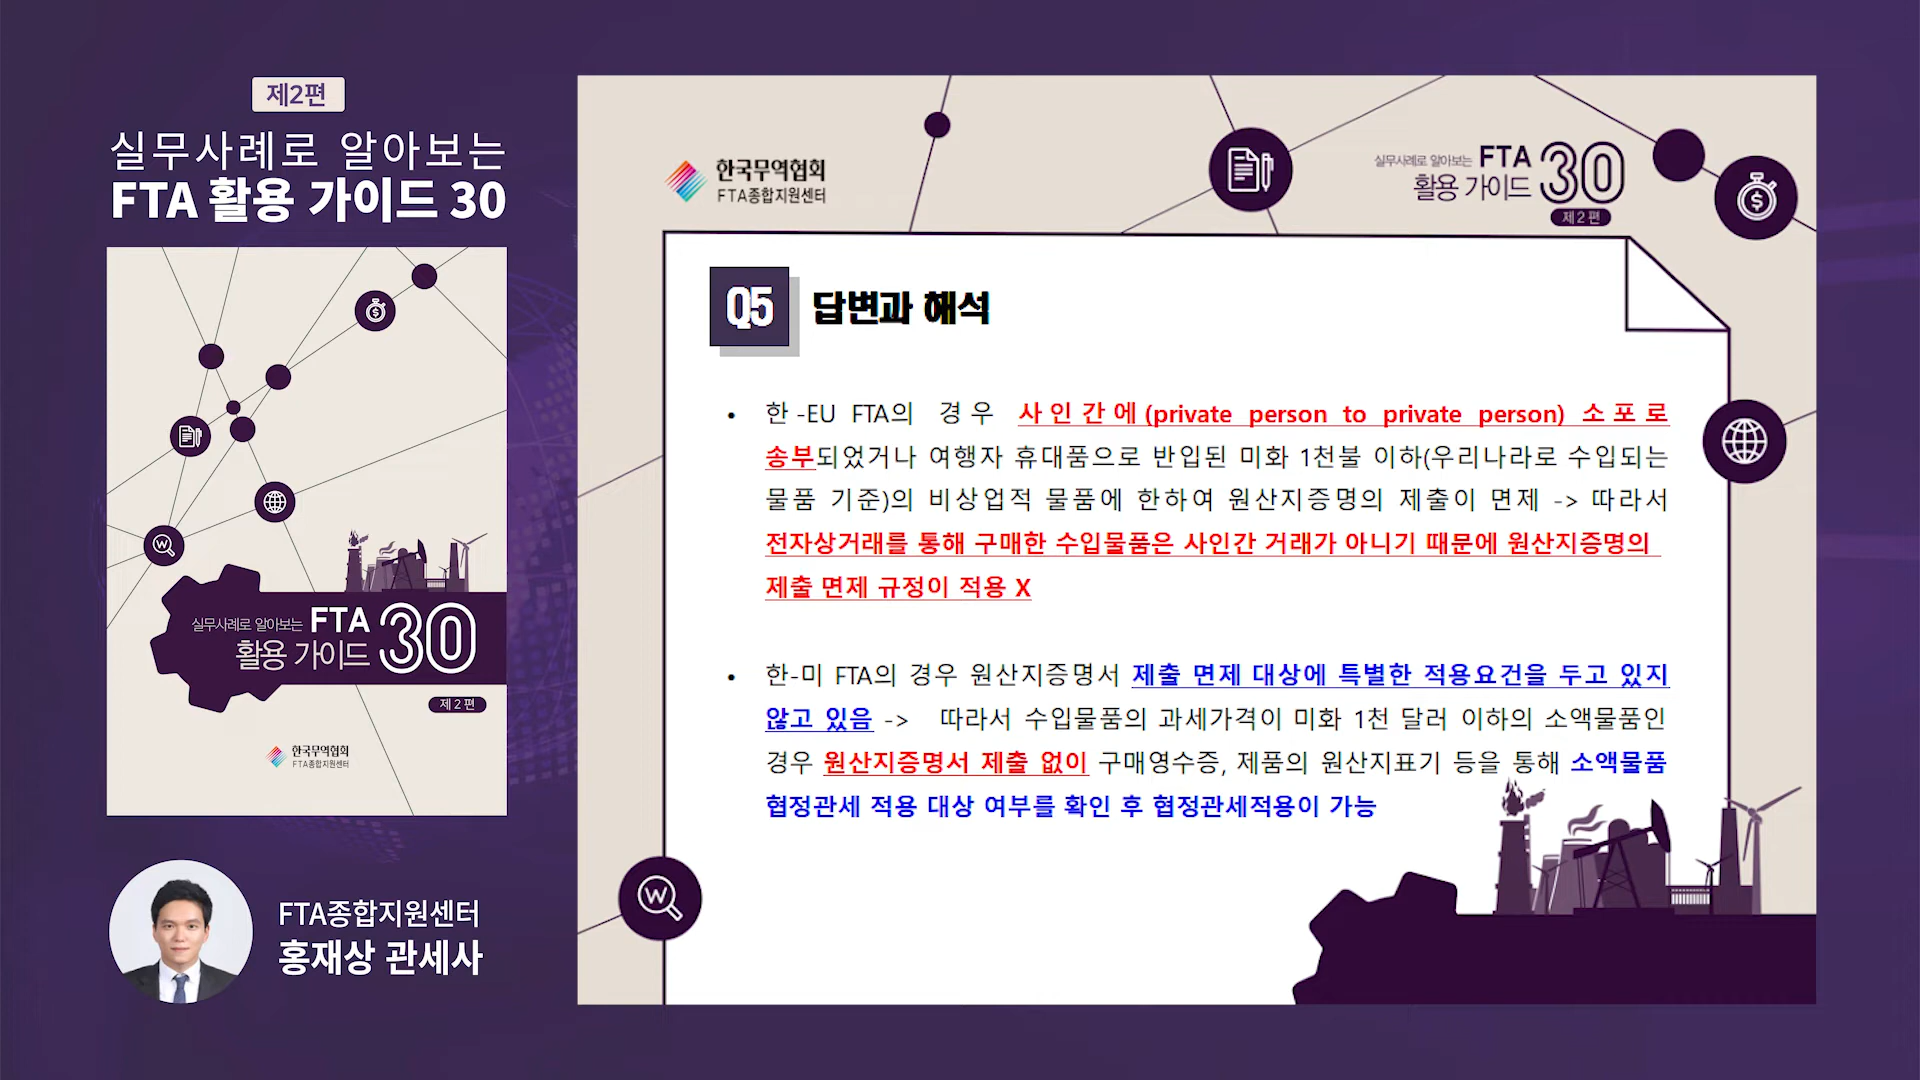 제2편
실무사례로 알아보는
FTA 활용 가이드 30
실무사례로 알아보는 FTA 30
활용 가이드
제2편
한국무역협회
FTA종합지원센터
FTA종합지원센터
홍재상 관세사
한국무역협회
FTA종합지원센터
실무사례로 알아보는 FTA 30
활용 가이드
제2편
Q5 답변과 해석
• 한-EU FTA의 경우 사인간에(private person to private person) 소포로
송부되었거나 여행자 휴대품으로 반입된 미화 1천불 이하(우리나라로 수입되는
물품 기준)의 비상업적 물품에 한하여 원산지증명의 제출이 면제 -> 따라서
전자상거래를 통해 구매한 수입물품은 사인간 거래가 아니기 때문에 원산지증명의
제출 면제 규정이 적용 X
• 한-미 FTA의 경우 원산지증명서 제출 면제 대상에 특별한 적용요건을 두고 있지
않고 있음 -> 따라서 수입물품의 과세가격이 미화 1천 달러 이하의 소액물품인
경우 원산지증명서 제출 없이 구매영수증, 제품의 원산지표기 등을 통해 소액물품
협정관세 적용 대상 여부를 확인 후 협정관세적용이 가능
W
W